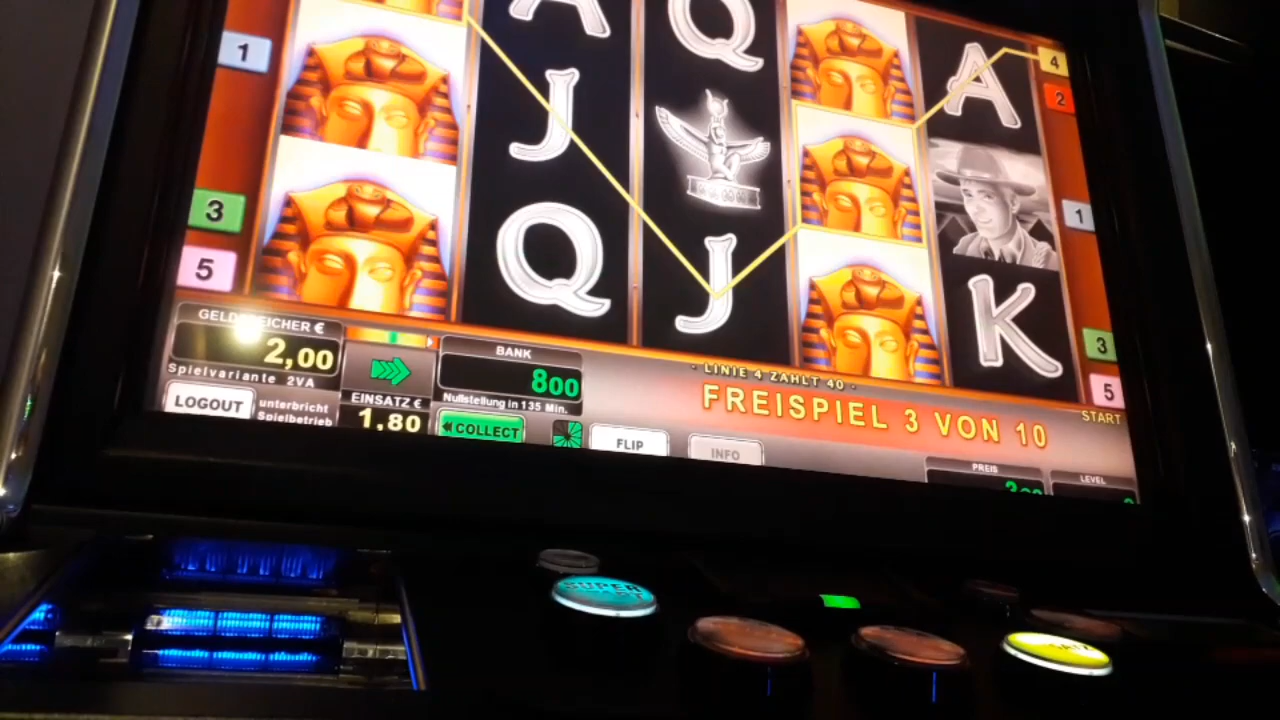 A
Q
1
4
J
A
2
3
1
Q
J
5
K
3
GELDSPEICHER €
2,00
Spielvariante 2VA
LOGOUT
unterbricht
Spielbetrieb
EINSATZ €
1,80
BANK
800
Nullstellung in 135 Min.
COLLECT
FLIP
INFO
· LINIE 4 ZAHLT 40 ·
FREISPIEL 3 VON 10
5
START
PREIS
LEVEL
SUPER